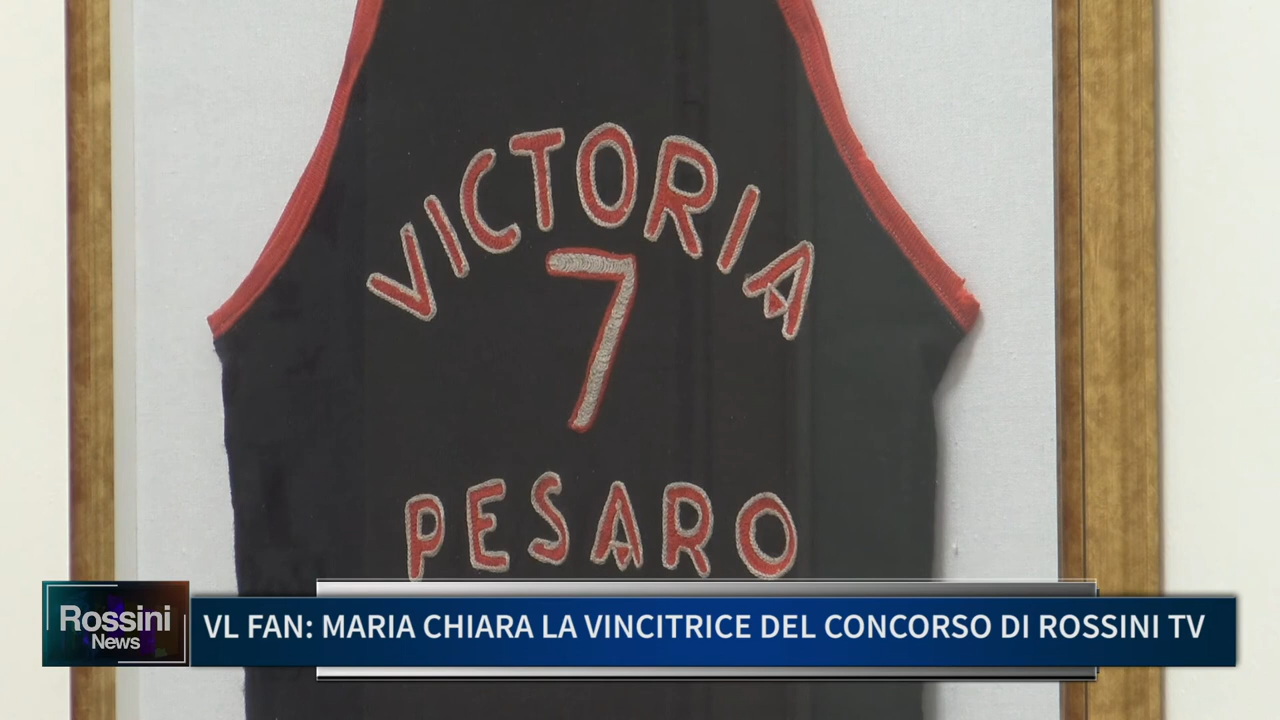 VICTORIA
7
PESARO
Rossini
News
VL FAN: MARIA CHIARA LA VINCITRICE DEL CONCORSO DI ROSSINI TV